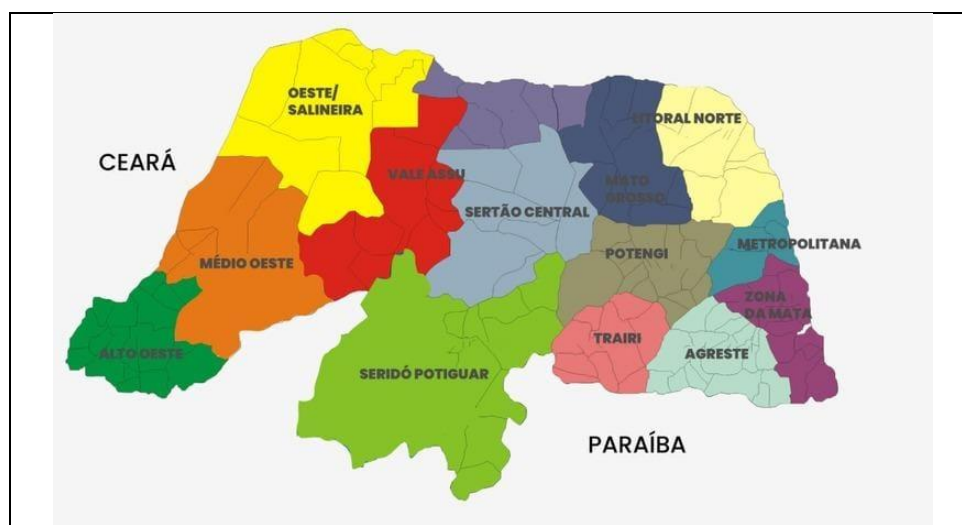 OESTE/
SALINEIRA
LITORAL NORTE
CEARÁ
VALE ASSU
MATO
GROSSO
SERTÃO CENTRAL
METROPOLITANA
POTENGI
MÉDIO OESTE
ZONA
DA MATA
TRAIRI
ALTO OESTE
AGRESTE
SERIDÓ POTIGUAR
PARAÍBA